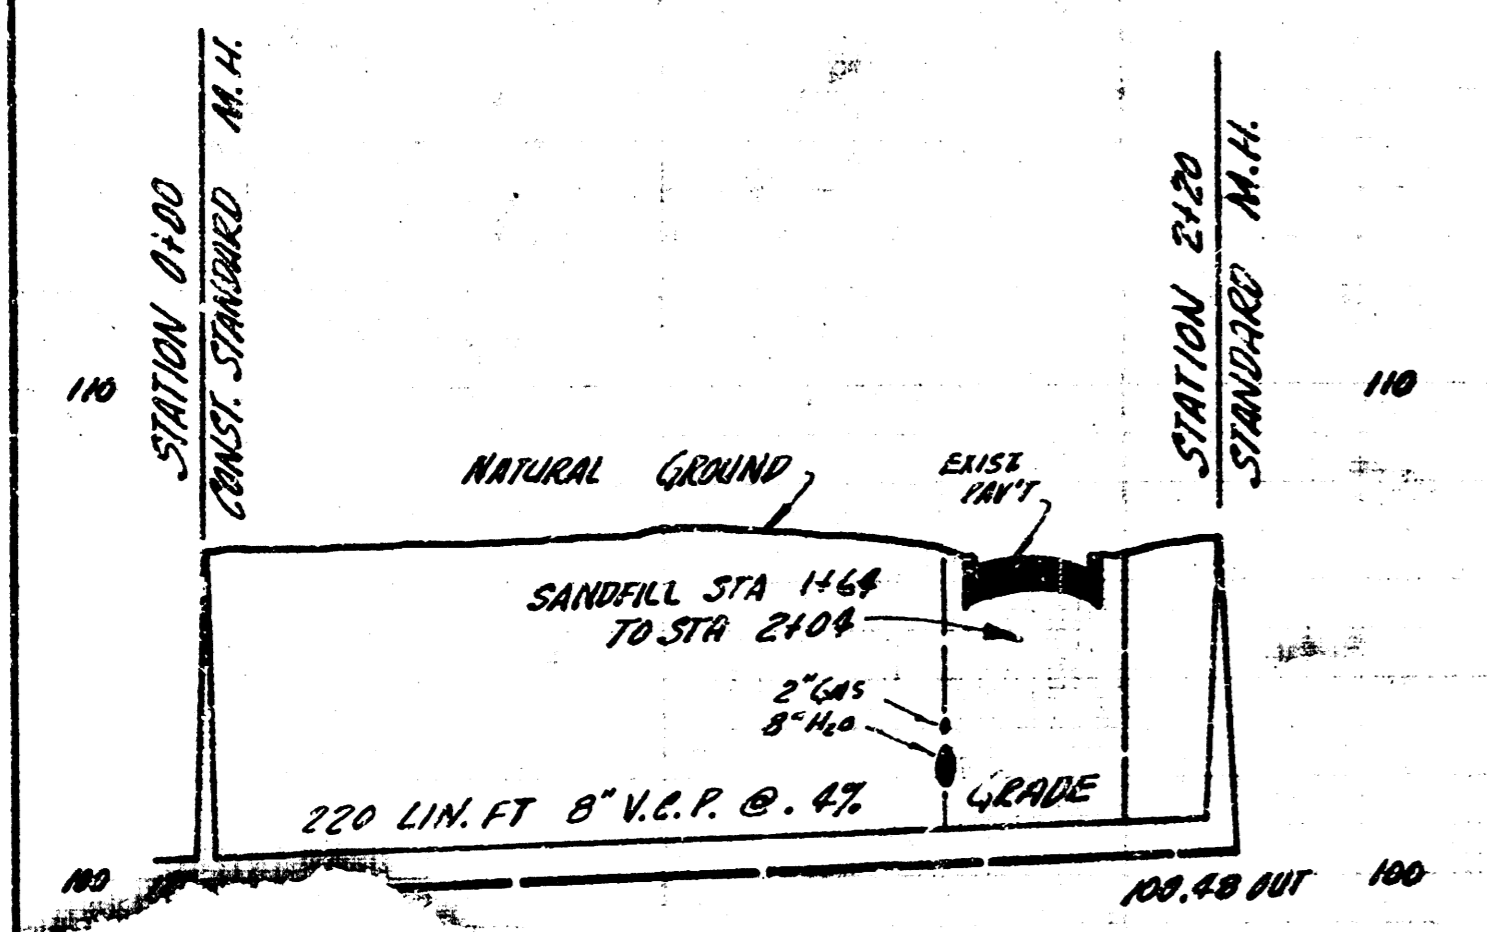 STATION 0+00
CONST. STANDARD M.H.
STATION 2+20
STANDARD M.H.
110
110
NATURAL GROUND
EXIST.
PAV'T
SANDFILL STA 1+64
TO STA 2+04
2" GAS
8" H2O
220 LIN. FT 8" V.C.P. @ .4% GRADE
100
100.48 OUT
100